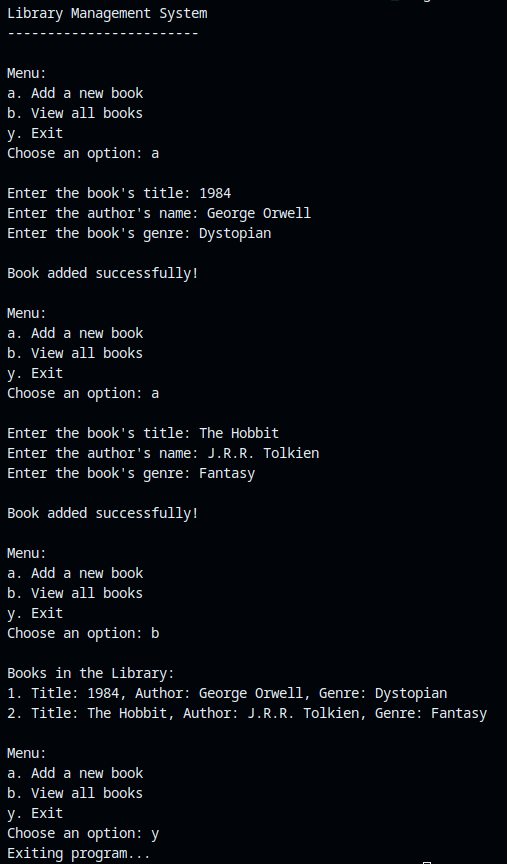 Library Management System
------------------------
Menu:
a. Add a new book
b. View all books
y. Exit
Choose an option: a
Enter the book's title: 1984
Enter the author's name: George Orwell
Enter the book's genre: Dystopian
Book added successfully!
Menu:
a. Add a new book
b. View all books
y. Exit
Choose an option: a
Enter the book's title: The Hobbit
Enter the author's name: J.R.R. Tolkien
Enter the book's genre: Fantasy
Book added successfully!
Menu:
a. Add a new book
b. View all books
y. Exit
Choose an option: b
Books in the Library:
1. Title: 1984, Author: George Orwell, Genre: Dystopian
2. Title: The Hobbit, Author: J.R.R. Tolkien, Genre: Fantasy
Menu:
a. Add a new book
b. View all books
y. Exit
Choose an option: y
Exiting program...